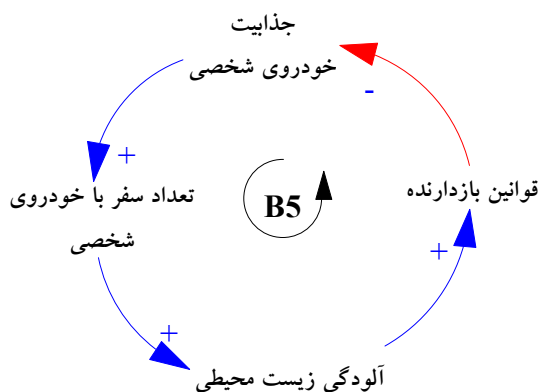 جذابیت
خودروی شخصی
-
+
تعداد سفر با خودروی
شخصی
B5
قوانین بازدارنده
+
+
آلودگی زیست محیطی